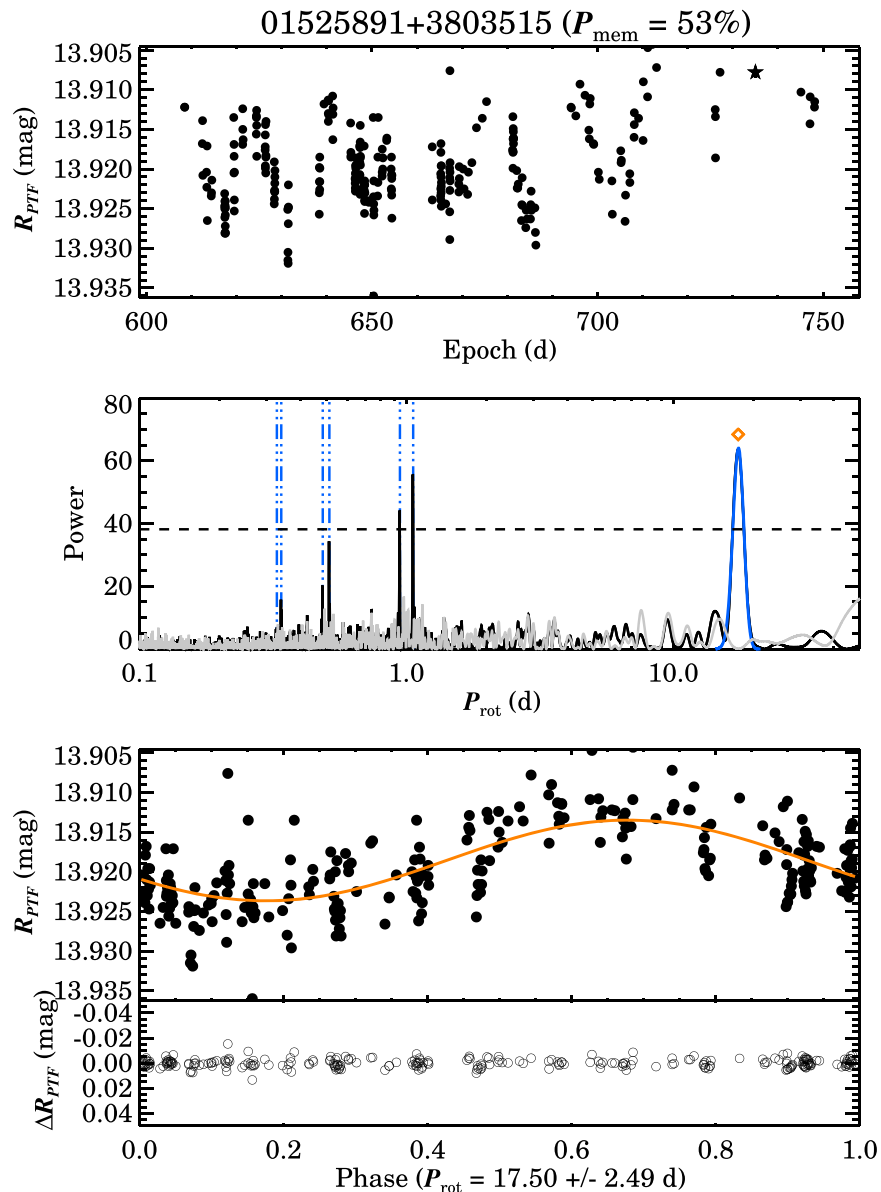 01525891+3803515 (Pmem = 53%)
13.905
13.910
13.915
13.920
13.925
13.930
13.935
RPTF (mag)
600 650 700 750
Epoch (d)
80
60
40
20
0
Power
0.1 1.0 10.0
Prot (d)
13.905
13.910
13.915
13.920
13.925
13.930
13.935
RPTF (mag)
-0.04
-0.02
0.00
0.02
0.04
ΔRPTF (mag)
0.0 0.2 0.4 0.6 0.8 1.0
Phase (Prot = 17.50 +/- 2.49 d)